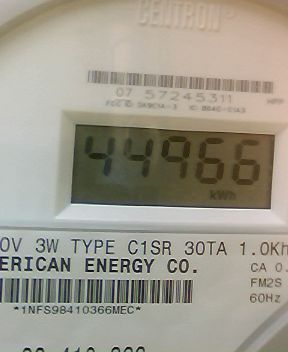 CENTRON®
07 57245311
HPP
44966
kWh
0V 3W TYPE C1SR 30TA 1.0Kh
ERICAN ENERGY CO.
CA 0.
FM2S
60Hz
*1NFS98410366MEC*